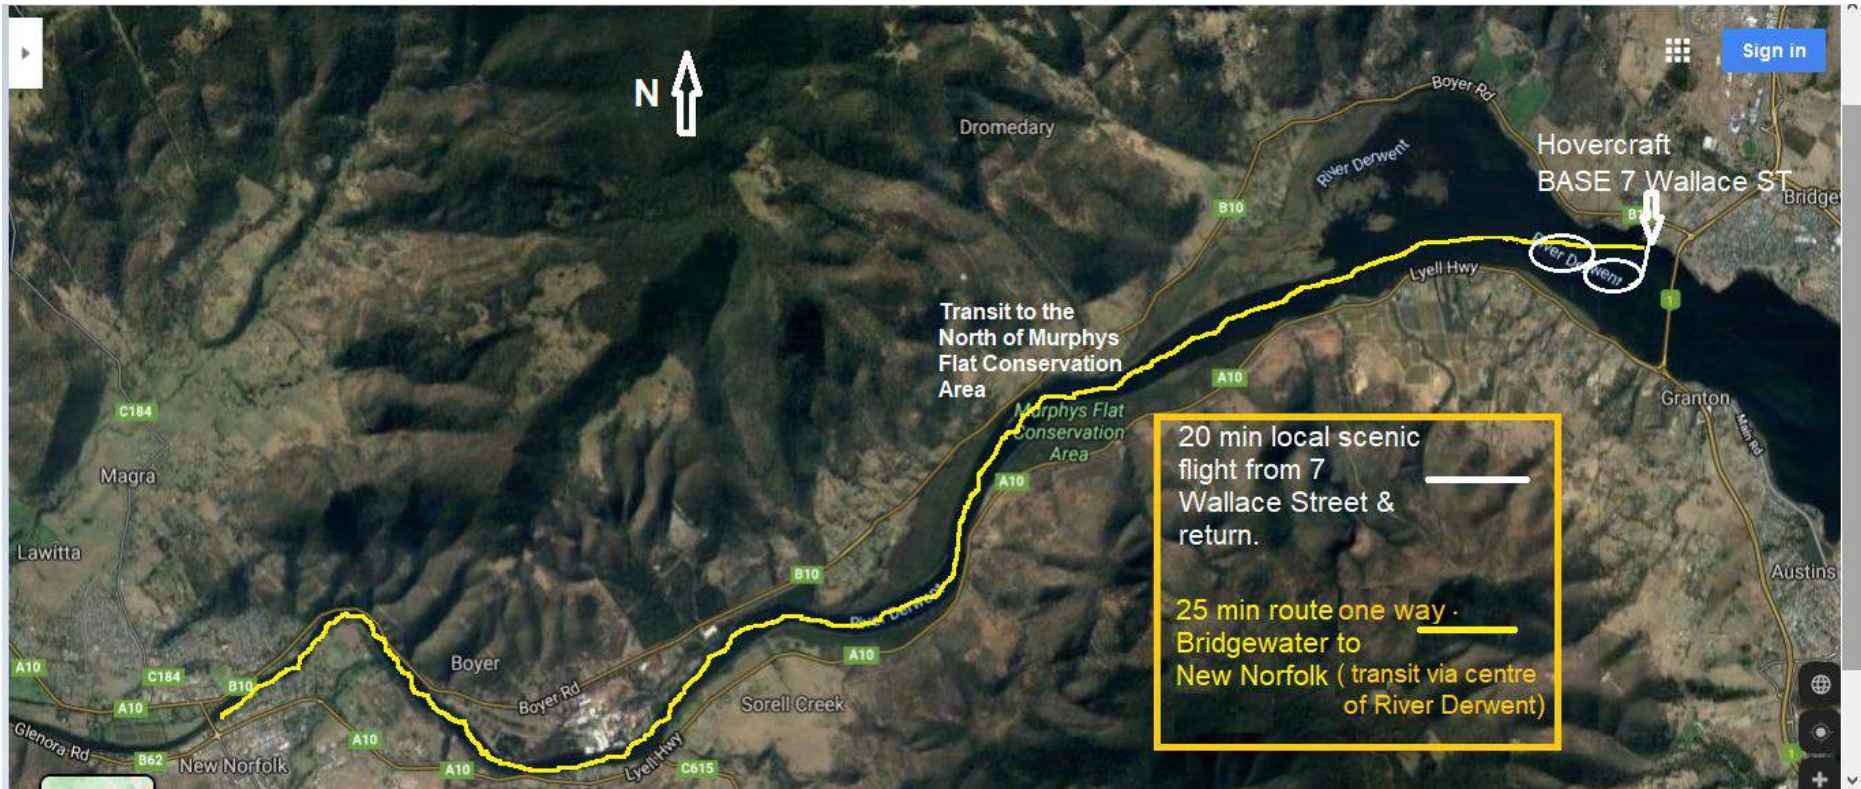 Sign in
N
Boyer Rd
Dromedary
River Derwent
Hovercraft
BASE 7 Wallace ST
B10
Bridge
River Derwent
Lyell Hwy
1
Transit to the
North of Murphys
Flat Conservation
Area
A10
Granton
Main Rd
C184
Murphys Flat
Conservation
Area
20 min local scenic
flight from 7
Wallace Street &
return.
Magra
A10
Lawitta
B10
Austins
River Derwent
25 min route one way .
Bridgewater to
New Norfolk ( transit via centre
of River Derwent)
A10
C184
B10
Boyer
A10
Boyer Rd
Sorell Creek
A10
Glenora Rd
B62
New Norfolk
A10
A10
Lyell Hwy
C615
1